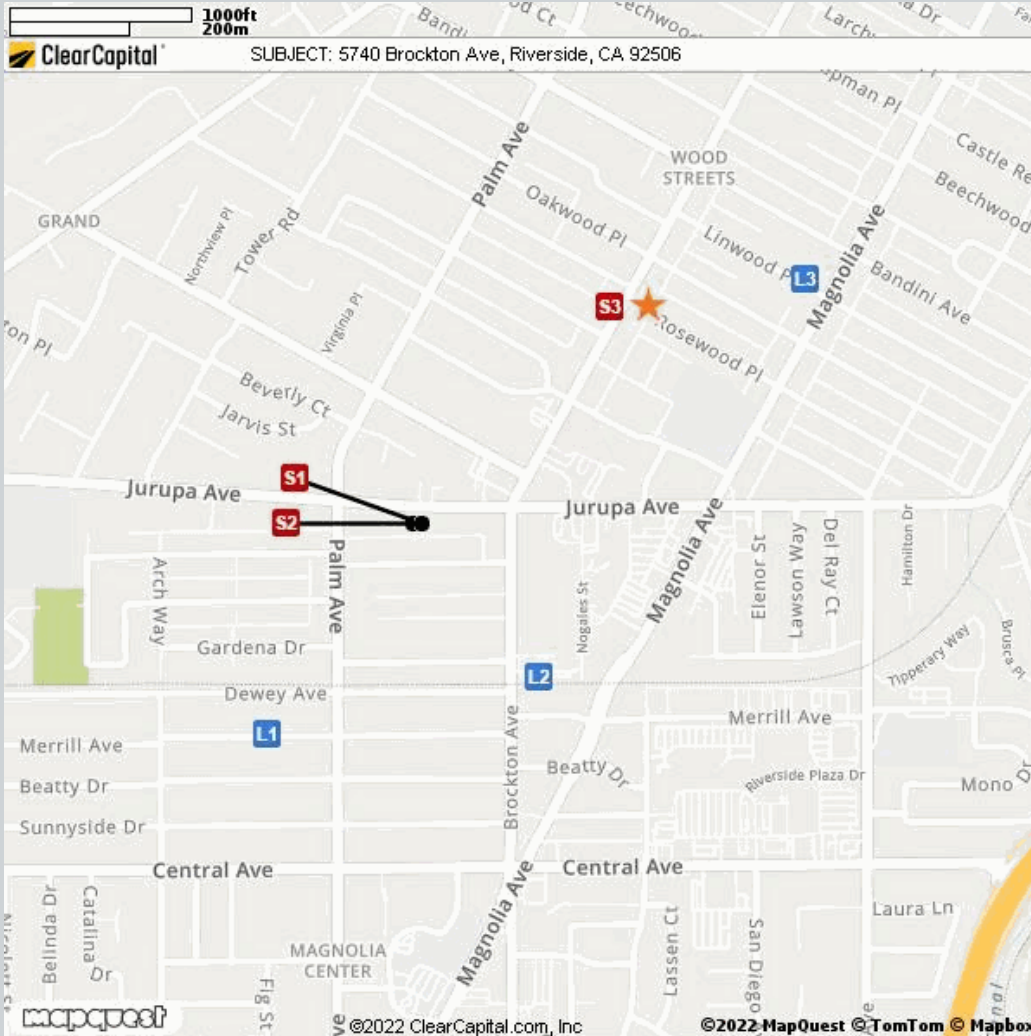 1000ft
200m
ClearCapital
SUBJECT: 5740 Brockton Ave, Riverside, CA 92506
Castle
Beechwood
WOOD
STREETS
Palm Ave
Oakwood Pl
GRAND
Northview Pl
Tower Rd
Linwood
Magnolia Ave
Bandini Ave
L3
S3
Virginia Pl
Rosewood Pl
Beverly Ct
Jarvis St
S1
Jurupa Ave
Jurupa Ave
S2
Palm Ave
Arch Way
Magnolia Ave
Elenor St
Lawson Way
Del Ray Ct
Hamilton Dr
Nogales St
Gardena Dr
Tipperary Way
Brusca Pl
L2
Dewey Ave
L1
Merrill Ave
Merrill Ave
Brockton Ave
Beatty Dr
Beatty Dr
Riverside Plaza Dr
Mono Dr
Sunnyside Dr
Central Ave
Central Ave
Magnolia Ave
Belinda Dr
Catalina
Dr
Laura Ln
Lassen Ct
San Diego
MAGNOLIA
CENTER
Fig St
mapquest
©2022 ClearCapital.com, Inc
©2022 MapQuest © TomTom © Mapbox